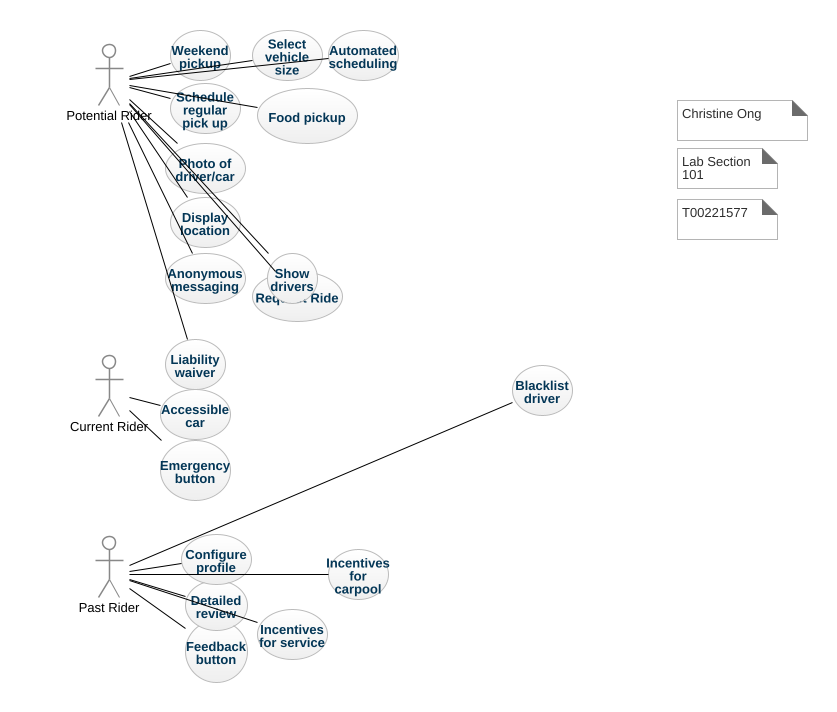 Weekend
pickup
Select
vehicle
size
Automated
scheduling
Potential Rider
Schedule
regular
pick up
Food pickup
Photo of
driver/car
Display
location
Anonymous
messaging
Show
drivers
Request Ride
Liability
waiver
Current Rider
Accessible
car
Emergency
button
Blacklist
driver
Past Rider
Configure
profile
Incentives
for
carpool
Detailed
review
Incentives
for service
Feedback
button
Christine Ong
Lab Section
101
T00221577